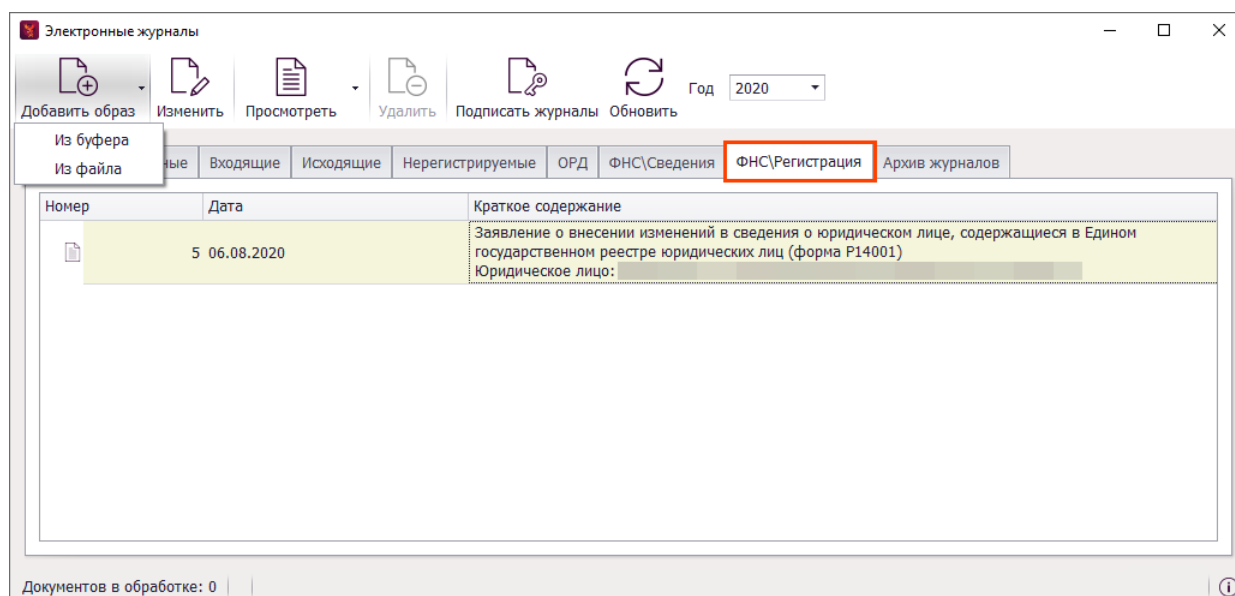 Электронные журналы
Добавить образ Изменить Просмотреть Удалить Подписать журналы Обновить Год 2020
Из буфера
Из файла
ные Входящие Исходящие Нерегистрируемые ОРД ФНС\Сведения ФНС\Регистрация Архив журналов
Номер Дата Краткое содержание
5 06.08.2020 Заявление о внесении изменений в сведения о юридическом лице, содержащиеся в Едином
государственном реестре юридических лиц (форма Р14001)
Юридическое лицо:
Документов в обработке: 0